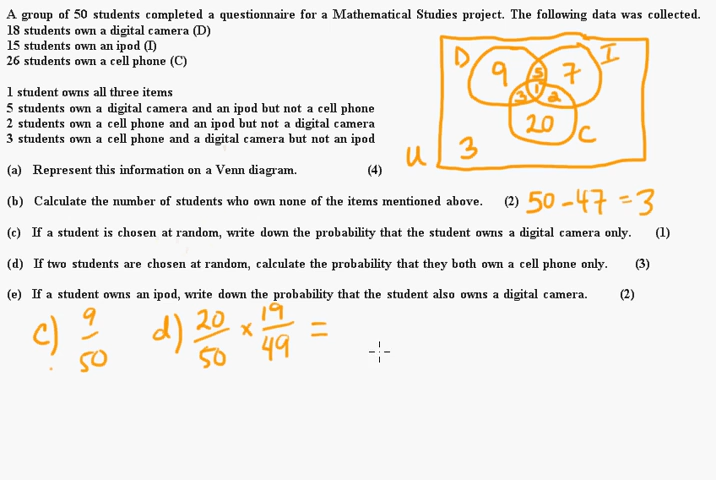 A group of 50 students completed a questionnaire for a Mathematical Studies project. The following data was collected.
18 students own a digital camera (D)
15 students own an ipod (I)
26 students own a cell phone (C)
1 student owns all three items
5 students own a digital camera and an ipod but not a cell phone
2 students own a cell phone and an ipod but not a digital camera
3 students own a cell phone and a digital camera but not an ipod
D I
9 5 7
1
3 2
20
C
3
U
(a) Represent this information on a Venn diagram. (4)
(b) Calculate the number of students who own none of the items mentioned above. (2) 50 - 47 = 3
(c) If a student is chosen at random, write down the probability that the student owns a digital camera only. (1)
(d) If two students are chosen at random, calculate the probability that they both own a cell phone only. (3)
(e) If a student owns an ipod, write down the probability that the student also owns a digital camera. (2)
c) 9/50 d) 20/50 × 19/49 =